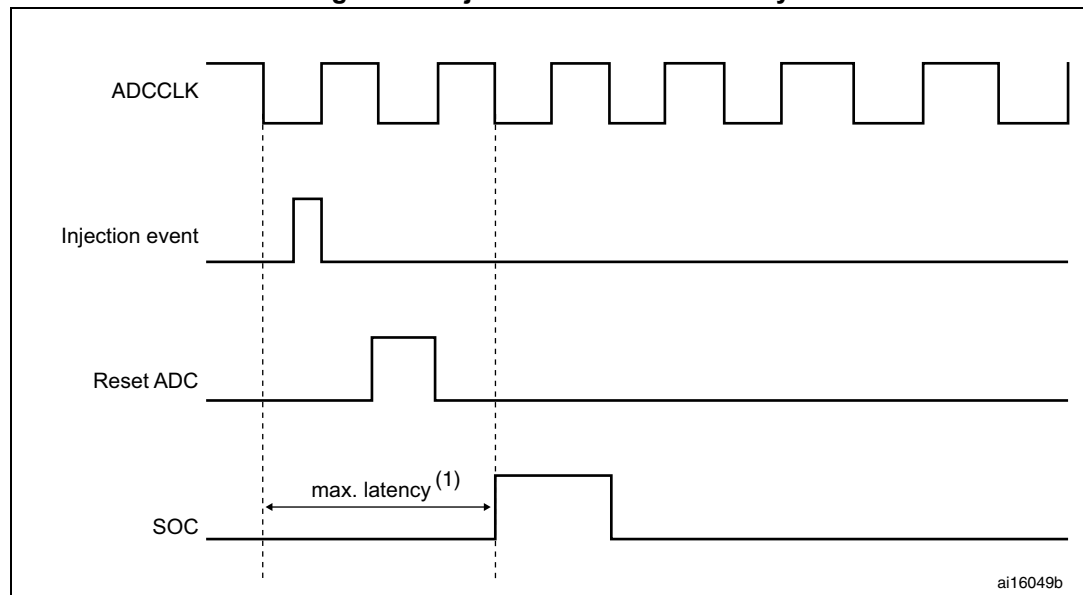 ADCCLK
Injection event
Reset ADC
max. latency (1)
SOC
ai16049b